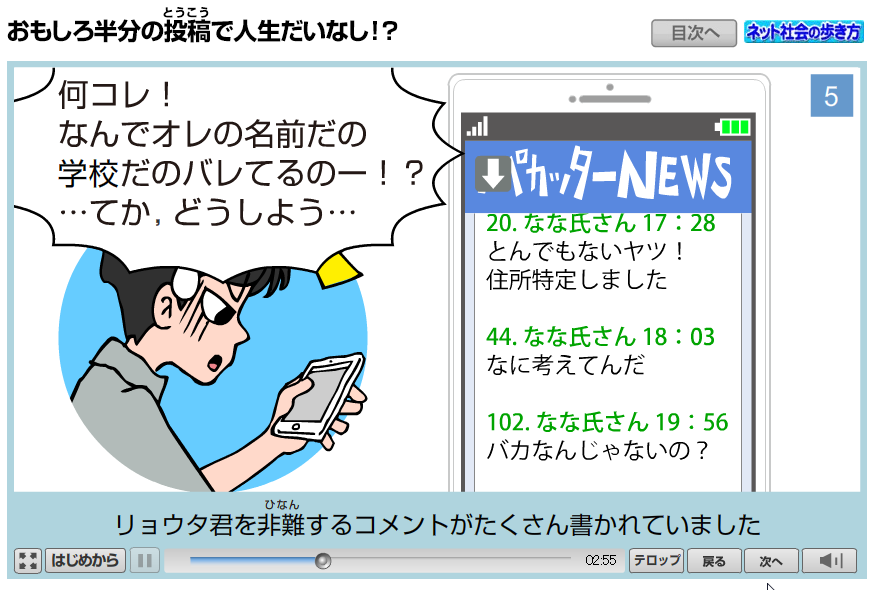 おもしろ半分の投稿で人生だいなし!?
とうこう
目次へ
ネット社会の歩き方
5
何コレ！
なんでオレの名前だの
学校だのバレてるのー！？
…てか，どうしよう…
バカッターNEWS
20. なな氏さん 17：28
とんでもないヤツ！
住所特定しました
44. なな氏さん 18：03
なに考えてんだ
102. なな氏さん 19：56
バカなんじゃないの？
ひなん
リョウタ君を非難するコメントがたくさん書かれていました
はじめから
02:55
テロップ
戻る
次へ